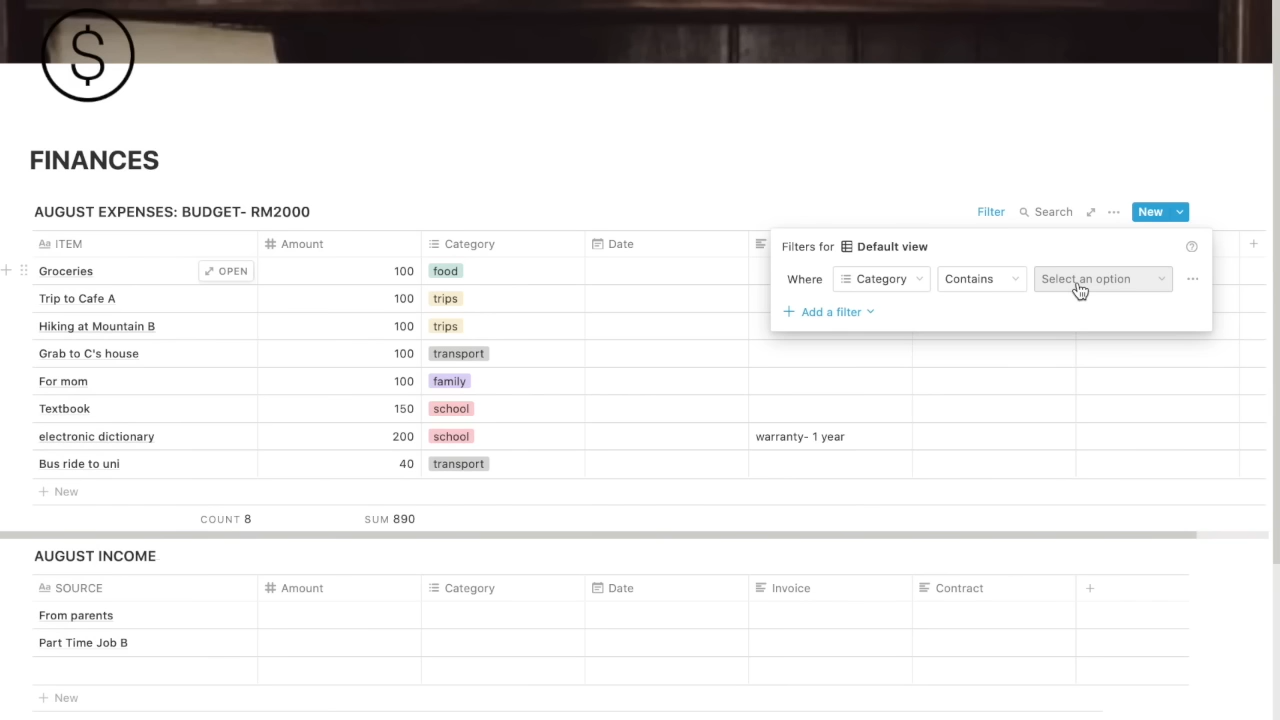 $
FINANCES
AUGUST EXPENSES: BUDGET- RM2000
Filter Search ··· New
Aa ITEM # Amount Category Date +
Filters for Default view
Groceries OPEN 100 food
Where Category Contains Select an option ···
Trip to Cafe A 100 trips
+ Add a filter
Hiking at Mountain B 100 trips
Grab to C's house 100 transport
For mom 100 family
Textbook 150 school
electronic dictionary 200 school warranty- 1 year
Bus ride to uni 40 transport
+ New
COUNT 8 SUM 890
AUGUST INCOME
Aa SOURCE # Amount Category Date Invoice Contract +
From parents
Part Time Job B
+ New